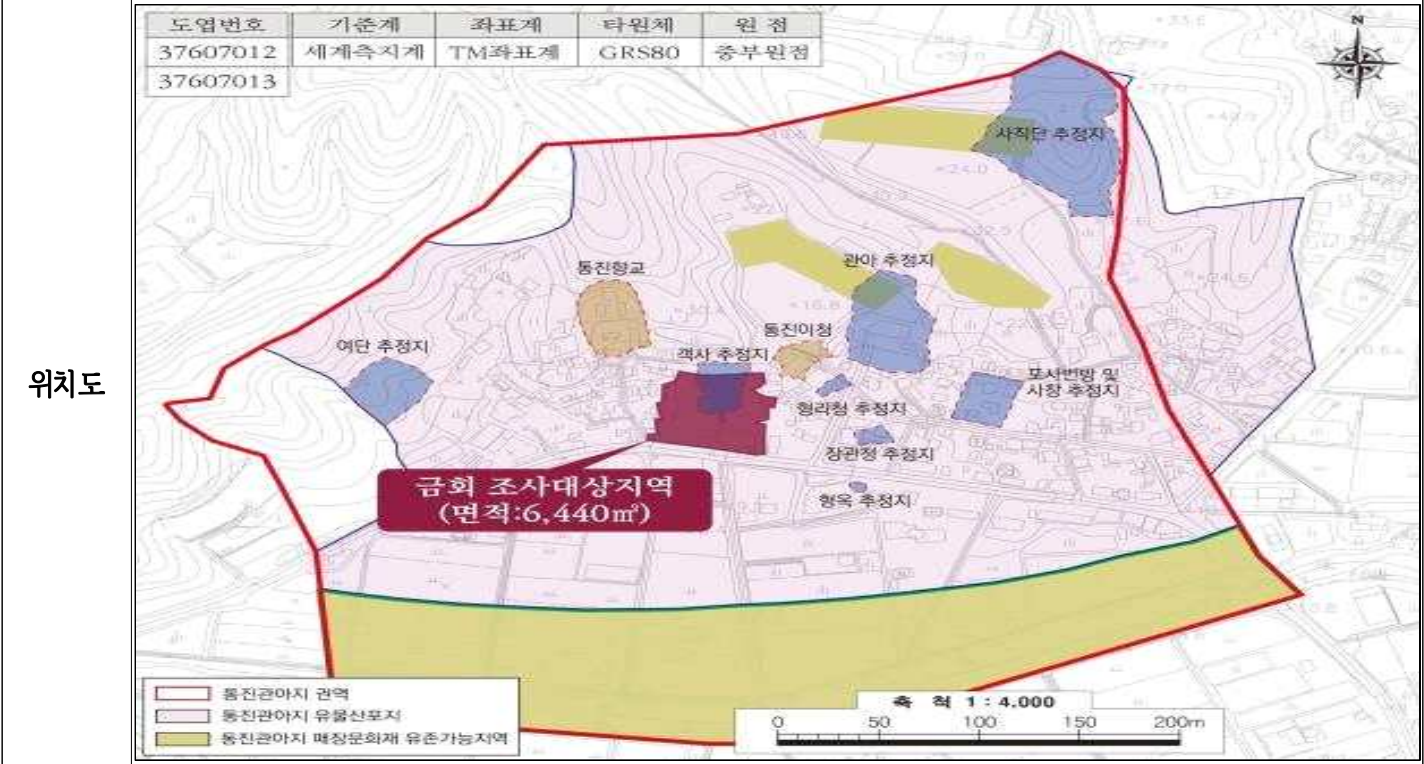 위치도
도엽번호 기준계 좌표계 타원체 원 점
37607012 세계측지계 TM좌표계 GRS80 중부원점
37607013
N
사직단 추정지
관아 추정지
통진향교
통진이청
여단 추정지
객사 추정지
포사번방 및
사창 추정지
형리청 추정지
장관청 추정지
형옥 추정지
금회 조사대상지역
(면적:6,440㎡)
통진관아지 권역
통진관아지 유물산포지
통진관아지 매장문화재 유존가능지역
축 척 1 : 4,000
0 50 100 150 200m